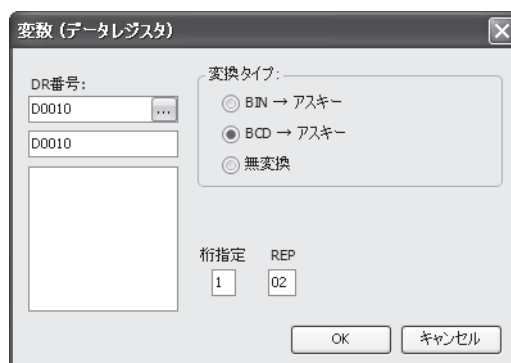 変数 (データレジスタ)
DR番号:
D0010
...
D0010
変換タイプ:
BIN → アスキー
BCD → アスキー
無変換
桁指定 REP
1 02
OK キャンセル